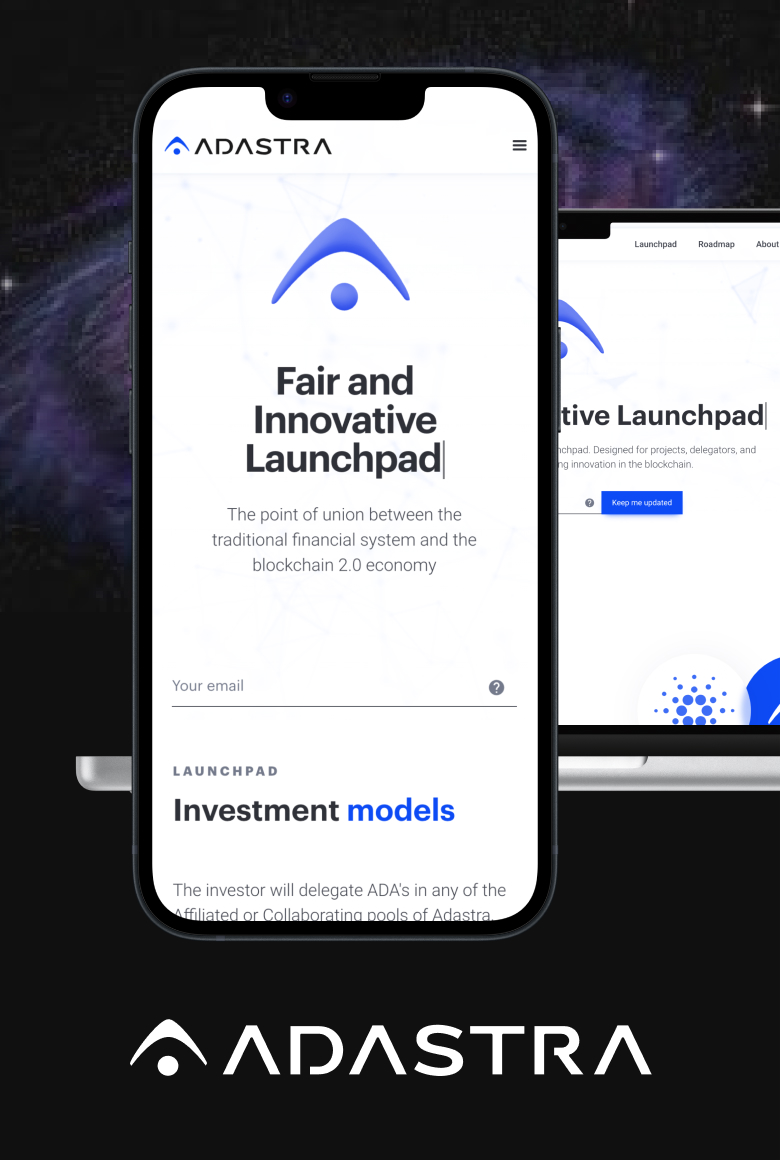 ADASTRA
Fair and
Innovative
Launchpad
The point of union between the
traditional financial system and the
blockchain 2.0 economy
Your email
?
LAUNCHPAD
Investment models
The investor will delegate ADA's in any of the
Affiliated or Collaborating pools of Adastra.
Launchpad Roadmap About
tive Launchpad
nchpad. Designed for projects, delegators, and
ng innovation in the blockchain.
?
Keep me updated
ADASTRA